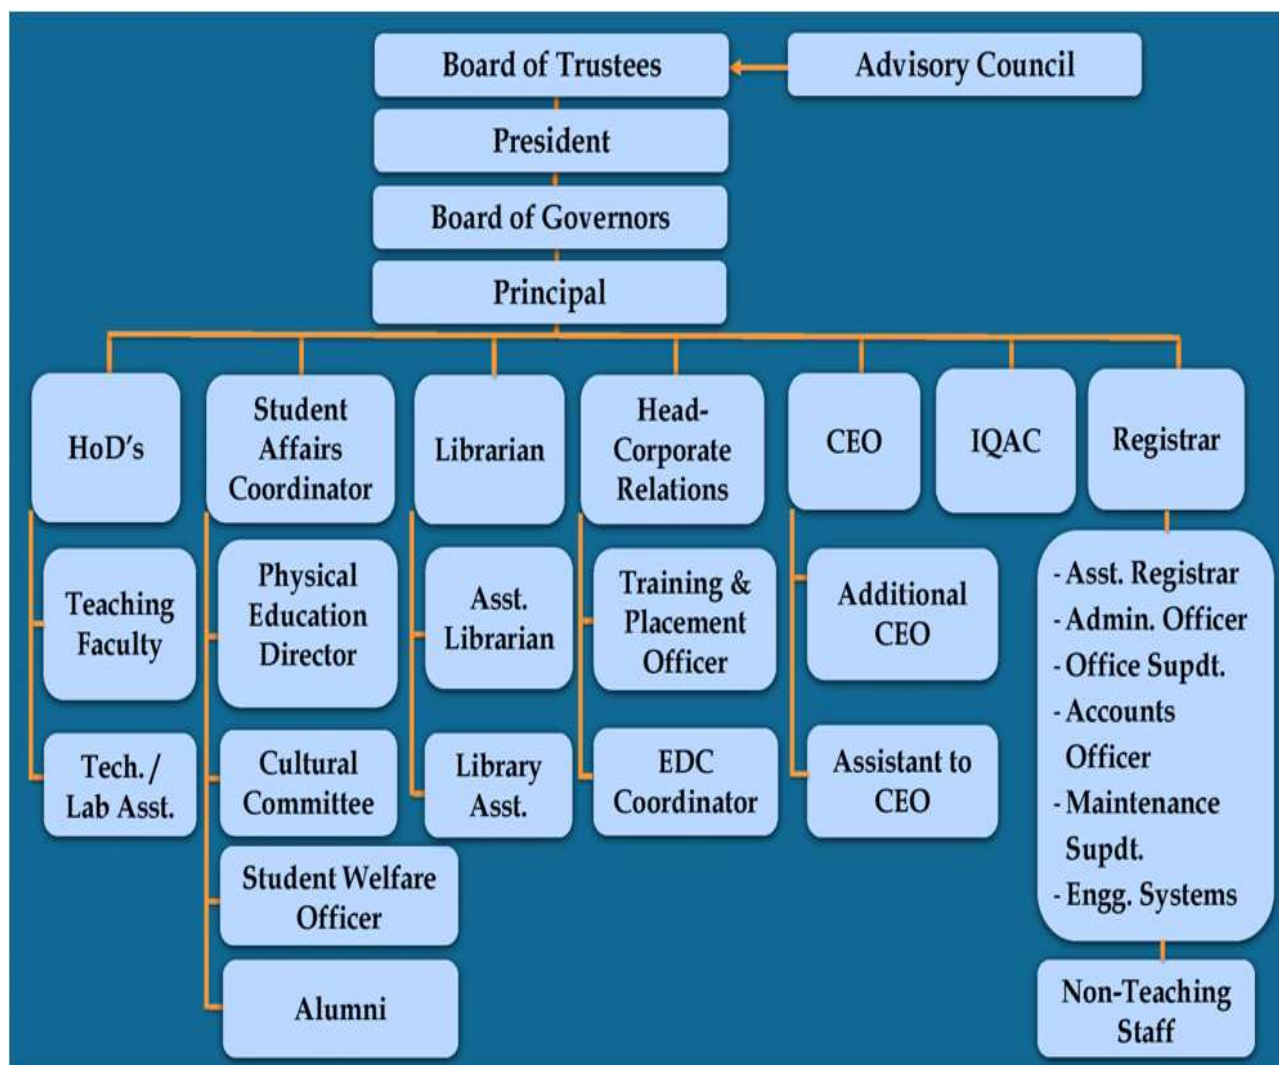 Board of Trustees
Advisory Council
President
Board of Governors
Principal
HoD's
Student
Affairs
Coordinator
Librarian
Head-
Corporate
Relations
CEO
IQAC
Registrar
Teaching
Faculty
Physical
Education
Director
Asst.
Librarian
Training &
Placement
Officer
Additional
CEO
- Asst. Registrar
- Admin. Officer
- Office Supdt.
- Accounts
Officer
- Maintenance
Supdt.
- Engg. Systems
Tech. /
Lab Asst.
Cultural
Committee
Library
Asst.
EDC
Coordinator
Assistant to
CEO
Student Welfare
Officer
Alumni
Non-Teaching
Staff